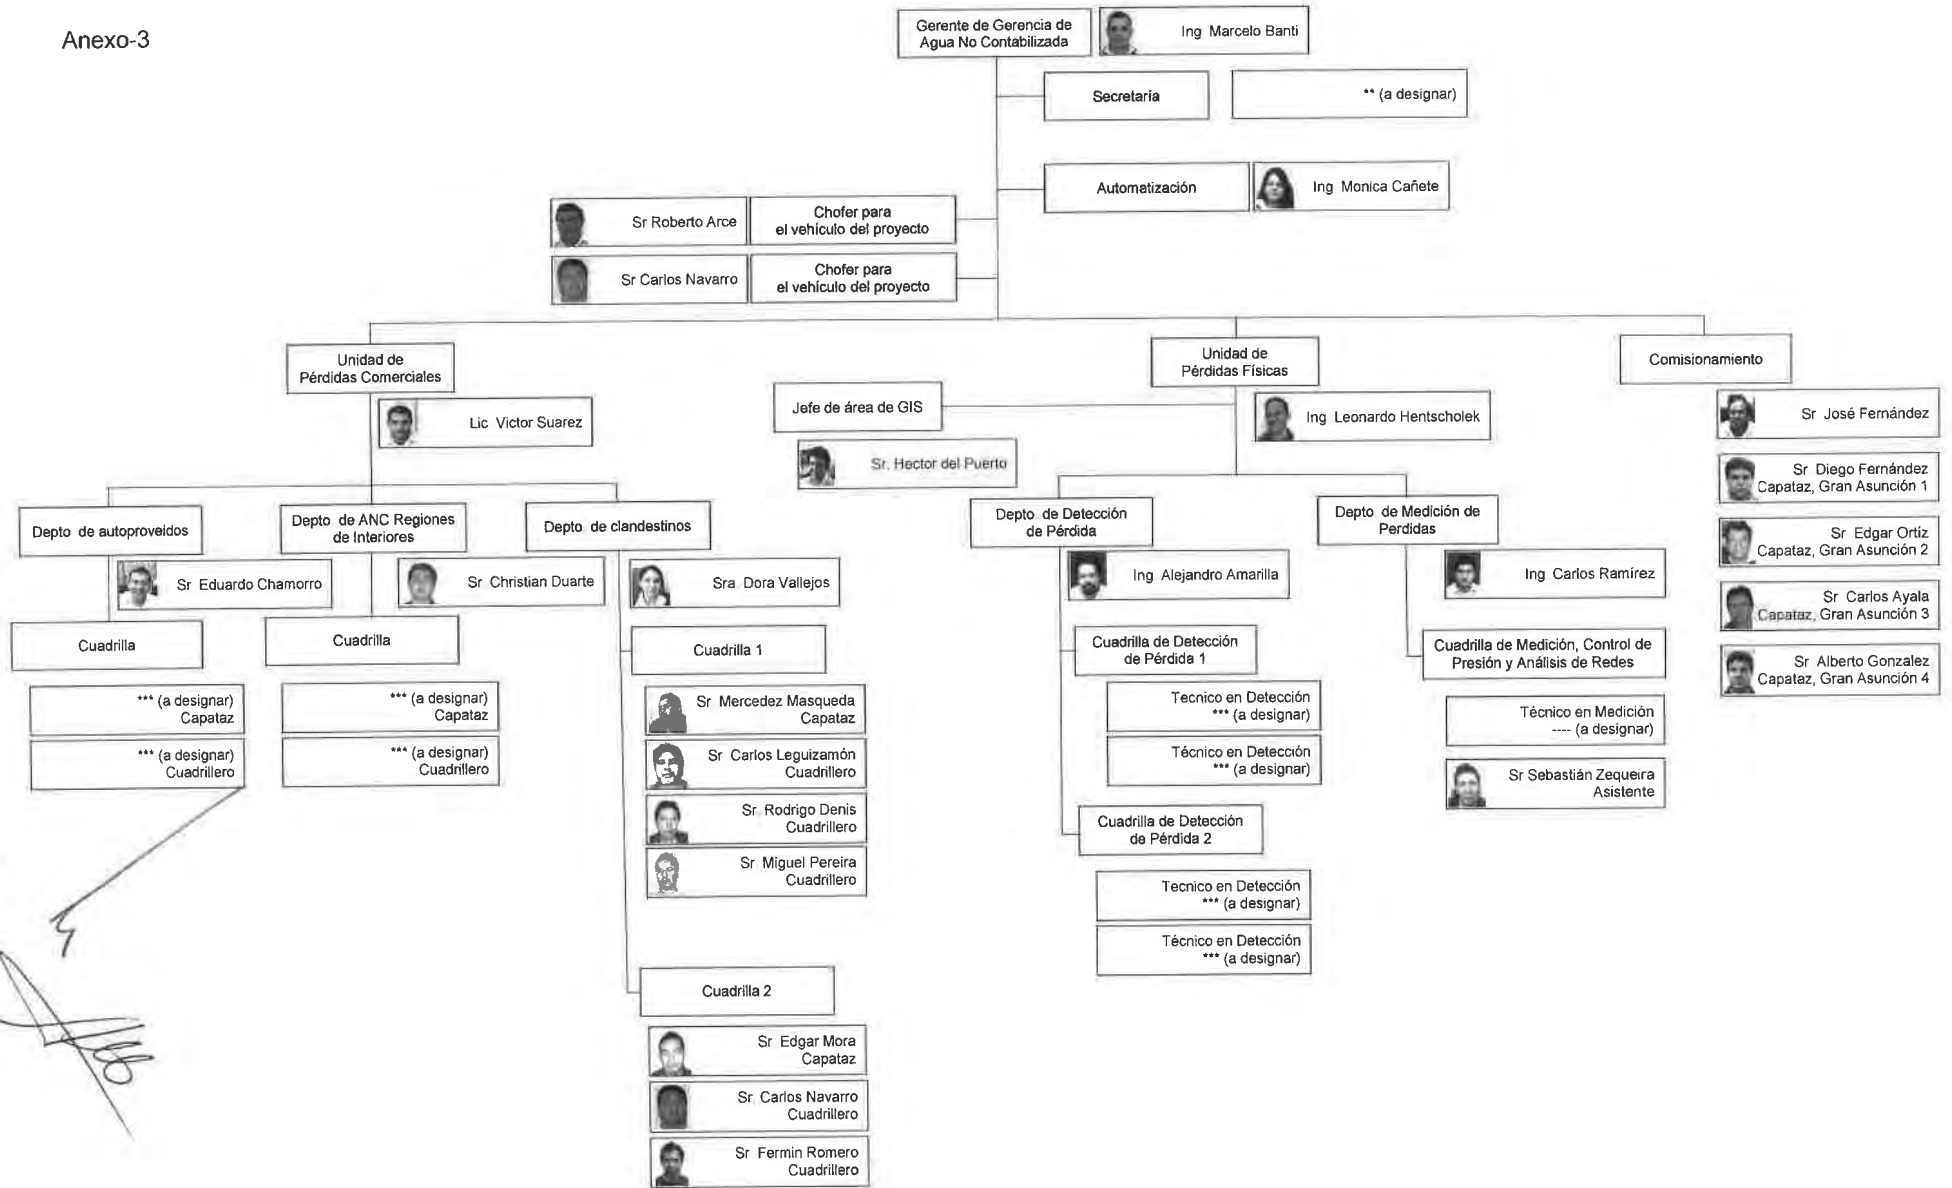 Anexo-3
Gerente de Gerencia de
Agua No Contabilizada
Ing Marcelo Banti
Secretaría
** (a designar)
Automatización
Ing Monica Cañete
Sr Roberto Arce
Chofer para
el vehículo del proyecto
Sr Carlos Navarro
Chofer para
el vehículo del proyecto
Unidad de
Pérdidas Comerciales
Lic Victor Suarez
Depto de autoproveidos
Sr Eduardo Chamorro
Cuadrilla
*** (a designar)
Capataz
*** (a designar)
Cuadrillero
Depto de ANC Regiones
de Interiores
Sr Christian Duarte
Cuadrilla
*** (a designar)
Capataz
*** (a designar)
Cuadrillero
Depto de clandestinos
Sra Dora Vallejos
Cuadrilla 1
Sr Mercedez Masqueda
Capataz
Sr Carlos Leguizamón
Cuadrillero
Sr Rodrigo Denis
Cuadrillero
Sr Miguel Pereira
Cuadrillero
Cuadrilla 2
Sr Edgar Mora
Capataz
Sr Carlos Navarro
Cuadrillero
Sr Fermin Romero
Cuadrillero
Unidad de
Pérdidas Físicas
Ing Leonardo Hentscholek
Jefe de área de GIS
Sr. Hector del Puerto
Depto de Detección
de Pérdida
Ing Alejandro Amarilla
Cuadrilla de Detección
de Pérdida 1
Tecnico en Detección
*** (a designar)
Técnico en Detección
*** (a designar)
Cuadrilla de Detección
de Pérdida 2
Tecnico en Detección
*** (a designar)
Técnico en Detección
*** (a designar)
Depto de Medición de
Perdidas
Ing Carlos Ramírez
Cuadrilla de Medición, Control de
Presión y Análisis de Redes
Técnico en Medición
---- (a designar)
Sr Sebastián Zequeira
Asistente
Comisionamiento
Sr José Fernández
Sr Diego Fernández
Capataz, Gran Asunción 1
Sr Edgar Ortiz
Capataz, Gran Asunción 2
Sr Carlos Ayala
Capataz, Gran Asunción 3
Sr Alberto Gonzalez
Capataz, Gran Asunción 4